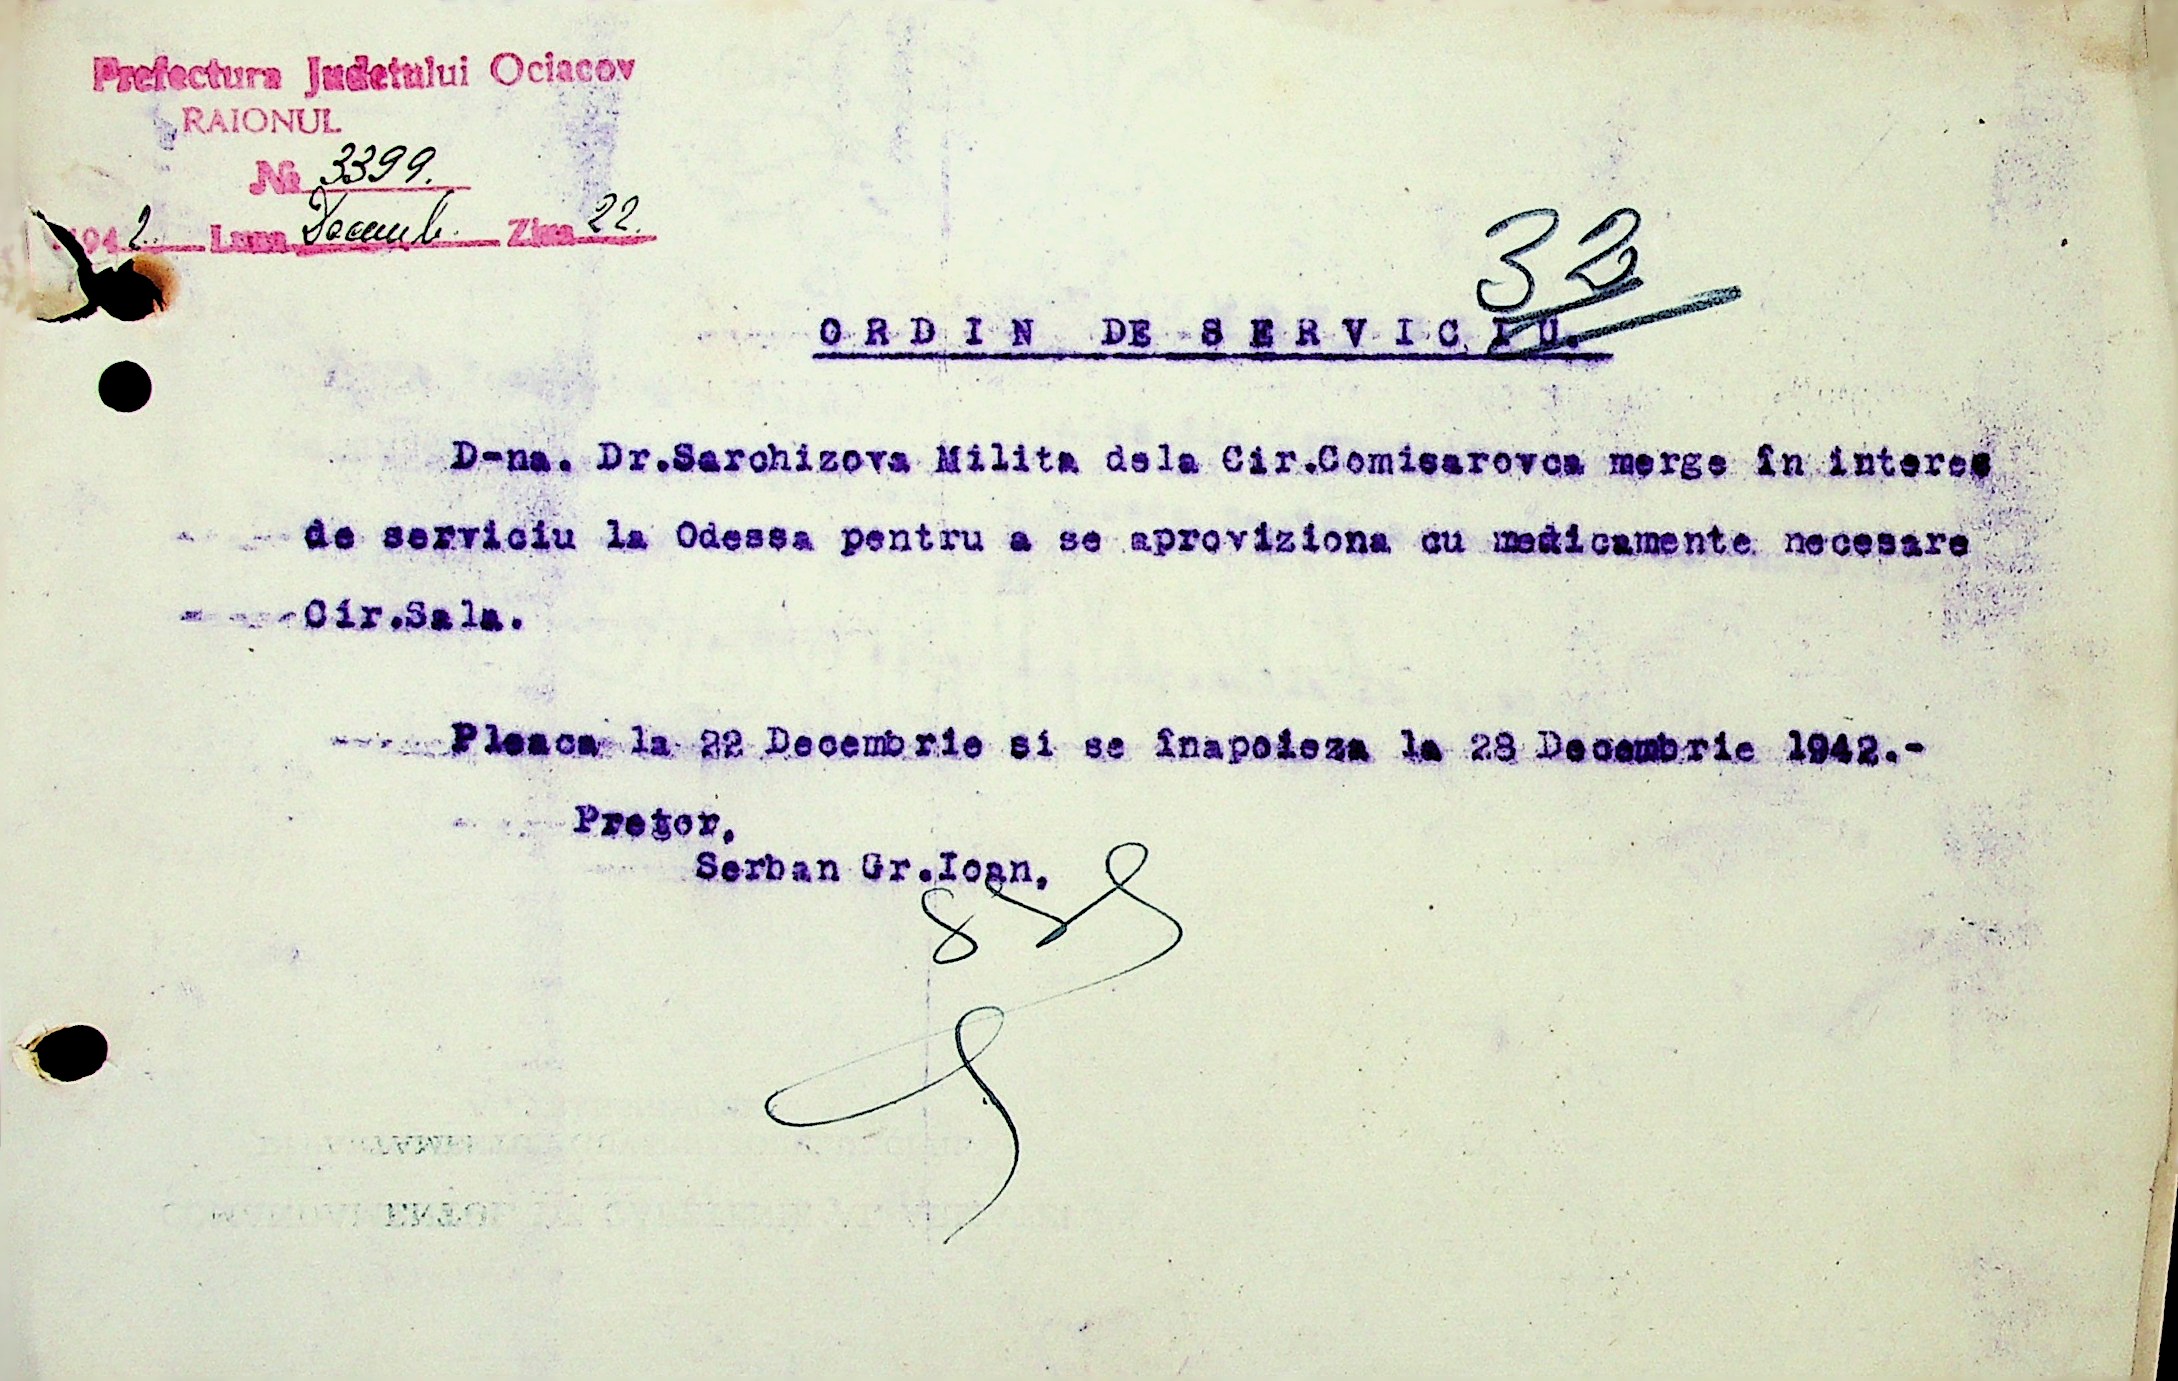 Prefectura Judetului Ociacov
RAIONUL
№ 3399.
1942. Luna Decemb. Ziua 22.
33
ORDIN DE SERVICIU.
D-na. Dr.Sarchizova Milita dela Cir.Comisarovca merge în interes
de serviciu la Odessa pentru a se aproviziona cu medicamente necesare
Cir.Sala.
Pleaca la 22 Decembrie si se înapoieza la 28 Decembrie 1942.-
Pretor,
Serban Gr.Ioan,